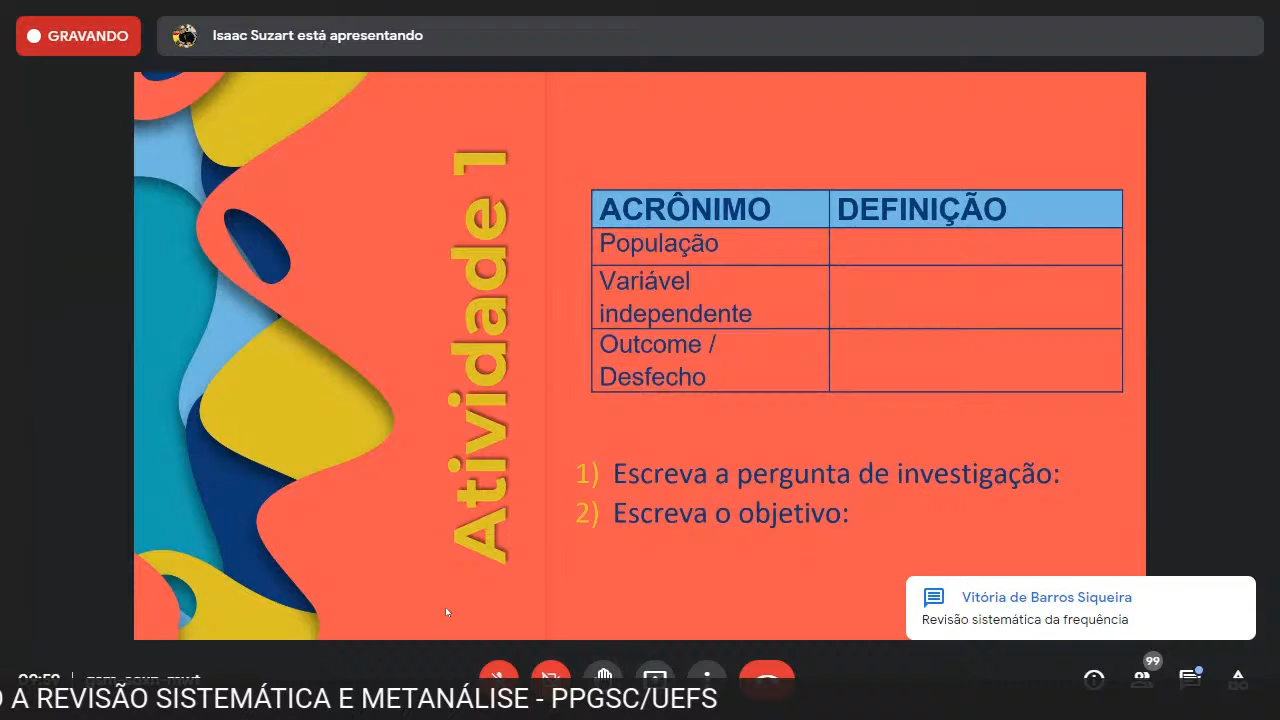 GRAVANDO
Isaac Suzart está apresentando
Atividade 1
ACRÔNIMO DEFINIÇÃO
População
Variável
independente
Outcome /
Desfecho
1) Escreva a pergunta de investigação:
2) Escreva o objetivo:
Vitória de Barros Siqueira
Revisão sistemática da frequência
99
A REVISÃO SISTEMÁTICA E METANÁLISE - PPGSC/UEFS